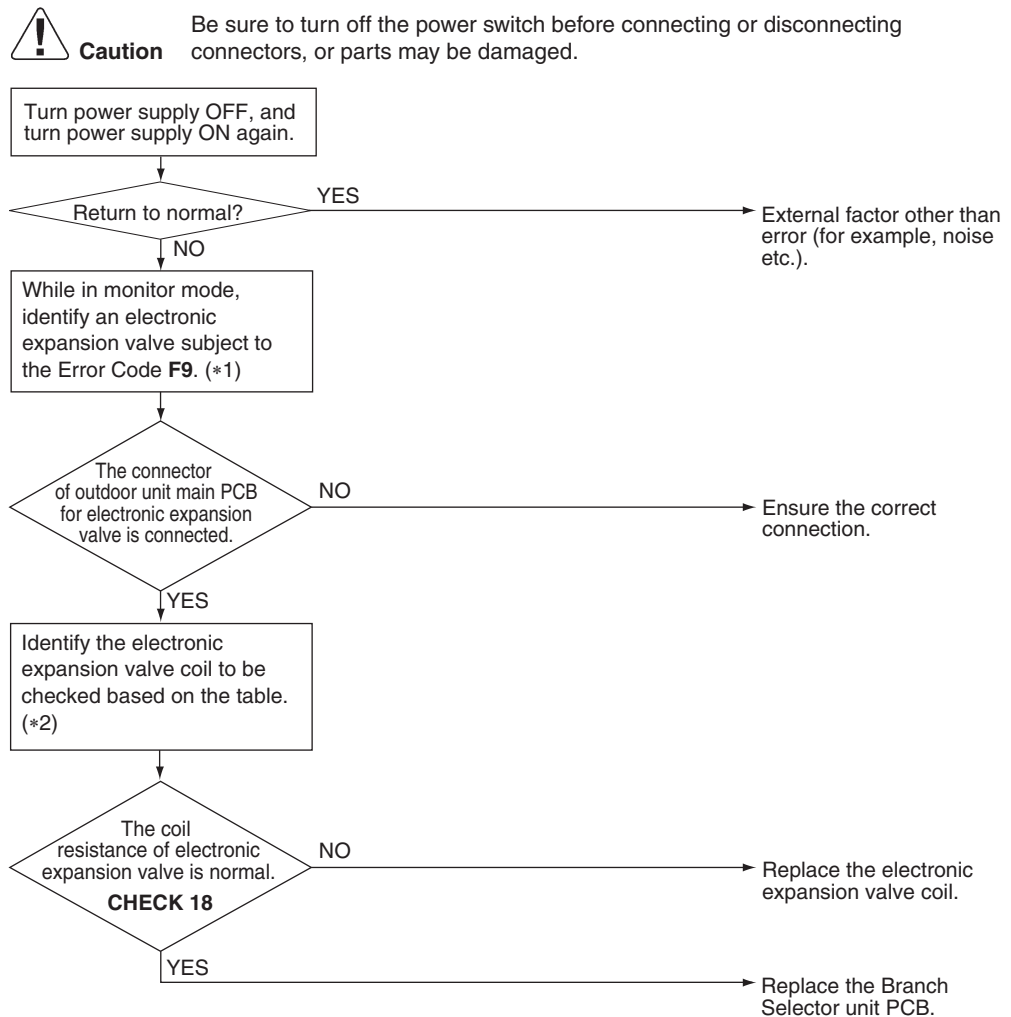 Be sure to turn off the power switch before connecting or disconnecting
Caution connectors, or parts may be damaged.
Turn power supply OFF, and
turn power supply ON again.
Return to normal?
YES
External factor other than
error (for example, noise
etc.).
NO
While in monitor mode,
identify an electronic
expansion valve subject to
the Error Code F9. (*1)
The connector
of outdoor unit main PCB
for electronic expansion
valve is connected.
NO
Ensure the correct
connection.
YES
Identify the electronic
expansion valve coil to be
checked based on the table.
(*2)
The coil
resistance of electronic
expansion valve is normal.
CHECK 18
NO
Replace the electronic
expansion valve coil.
YES
Replace the Branch
Selector unit PCB.